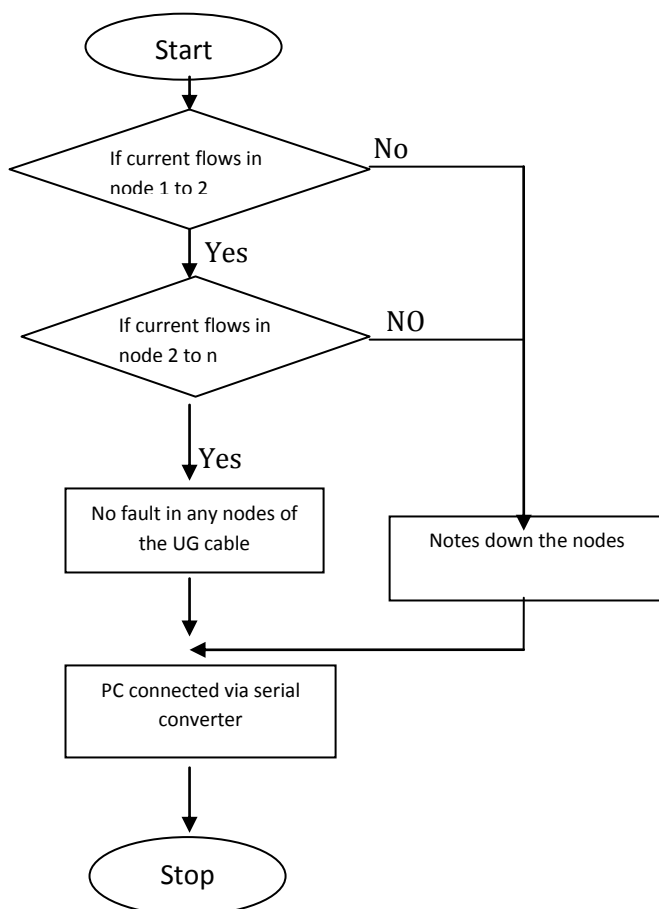 Start
If current flows in
node 1 to 2
No
Yes
If current flows in
node 2 to n
NO
Yes
No fault in any nodes of
the UG cable
Notes down the nodes
PC connected via serial
converter
Stop